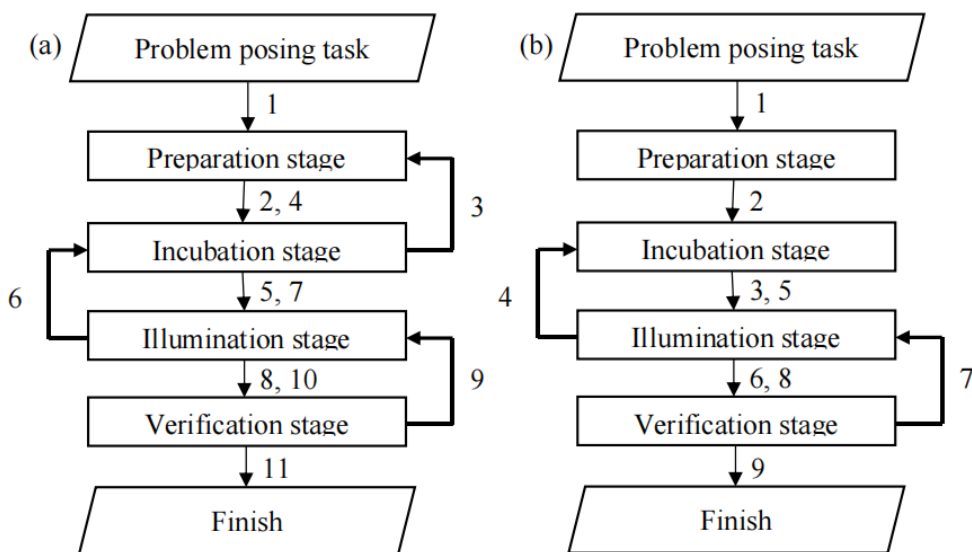 (a)
Problem posing task
1
Preparation stage
2, 4
3
Incubation stage
5, 7
6
Illumination stage
8, 10
9
Verification stage
11
Finish
(b)
Problem posing task
1
Preparation stage
2
Incubation stage
3, 5
4
Illumination stage
6, 8
7
Verification stage
9
Finish